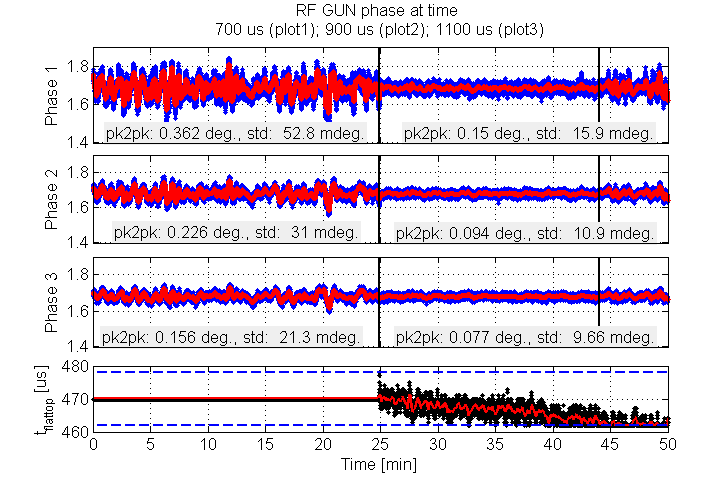 RF GUN phase at time
700 us (plot1); 900 us (plot2); 1100 us (plot3)
Phase 1
1.8
1.6
1.4
pk2pk: 0.362 deg., std: 52.8 mdeg.
pk2pk: 0.15 deg., std: 15.9 mdeg.
Phase 2
1.8
1.6
1.4
pk2pk: 0.226 deg., std: 31 mdeg.
pk2pk: 0.094 deg., std: 10.9 mdeg.
Phase 3
1.8
1.6
1.4
pk2pk: 0.156 deg., std: 21.3 mdeg.
pk2pk: 0.077 deg., std: 9.66 mdeg.
t flattop [us]
480
470
460
0 5 10 15 20 25 30 35 40 45 50
Time [min]